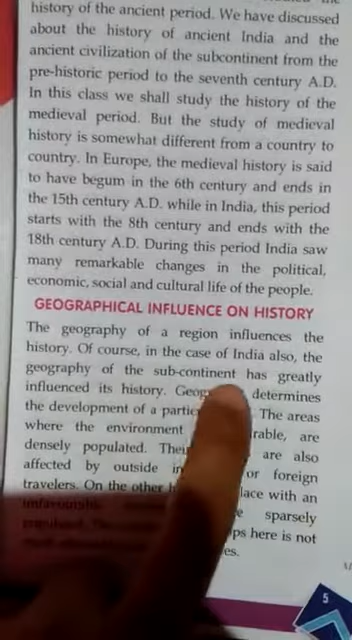 history of the ancient period. We have discussed
about the history of ancient India and the
ancient civilization of the subcontinent from the
pre-historic period to the seventh century A.D.
In this class we shall study the history of the
medieval period. But the study of medieval
history is somewhat different from a country to
country. In Europe, the medieval history is said
to have begum in the 6th century and ends in
the 15th century A.D. while in India, this period
starts with the 8th century and ends with the
18th century A.D. During this period India saw
many remarkable changes in the political,
economic, social and cultural life of the people.
GEOGRAPHICAL INFLUENCE ON HISTORY
The geography of a region influences the
history. Of course, in the case of India also, the
geography of the sub-continent has greatly
influenced its history. determines
the development of a The areas
where the environment are
densely populated. are also
affected by outside or foreign
travelers. On the other with an
sparsely
here is not
5